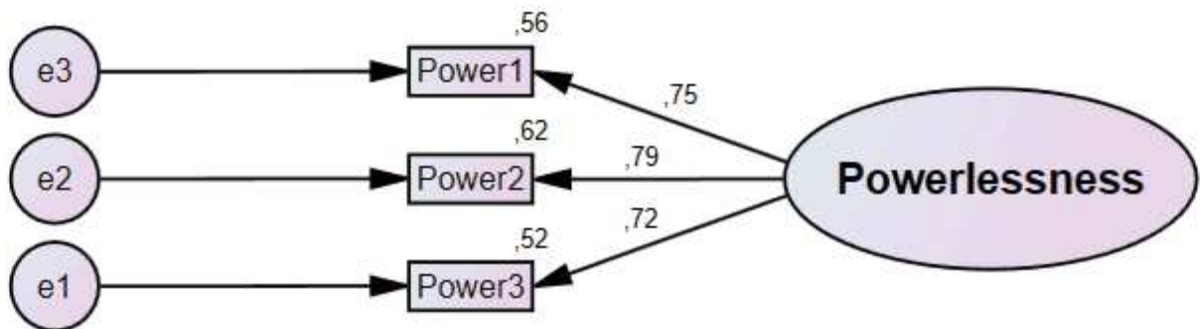 ,56
e3
Power1
,75
,62
e2
Power2
,79
Powerlessness
,72
,52
e1
Power3